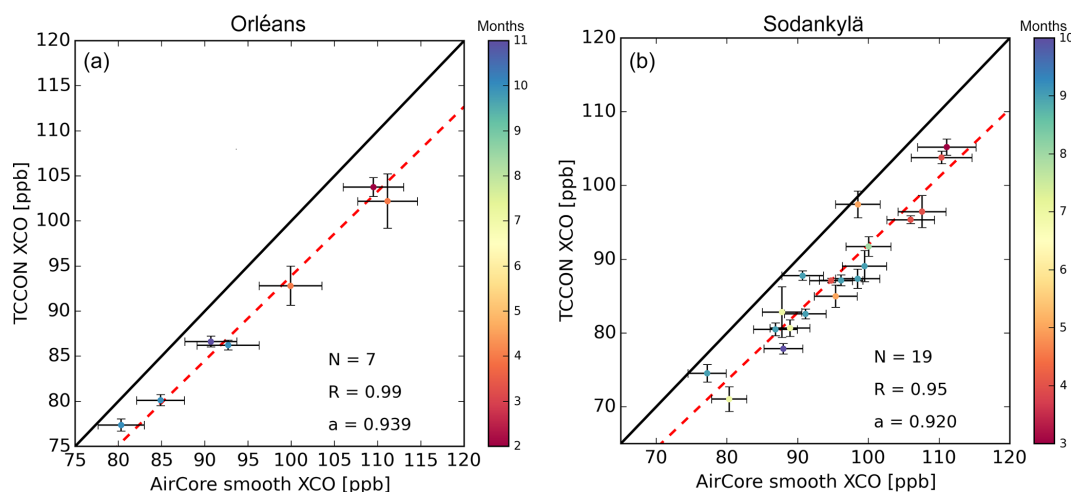 Orléans
Months
(a)
120
115
110
105
100
95
90
85
80
75
TCCON XCO [ppb]
75 80 85 90 95 100 105 110 115 120
AirCore smooth XCO [ppb]
N = 7
R = 0.99
a = 0.939
11
10
9
8
7
6
5
4
3
2
Sodankylä
Months
(b)
120
110
100
90
80
70
TCCON XCO [ppb]
70 80 90 100 110 120
AirCore smooth XCO [ppb]
N = 19
R = 0.95
a = 0.920
10
9
8
7
6
5
4
3